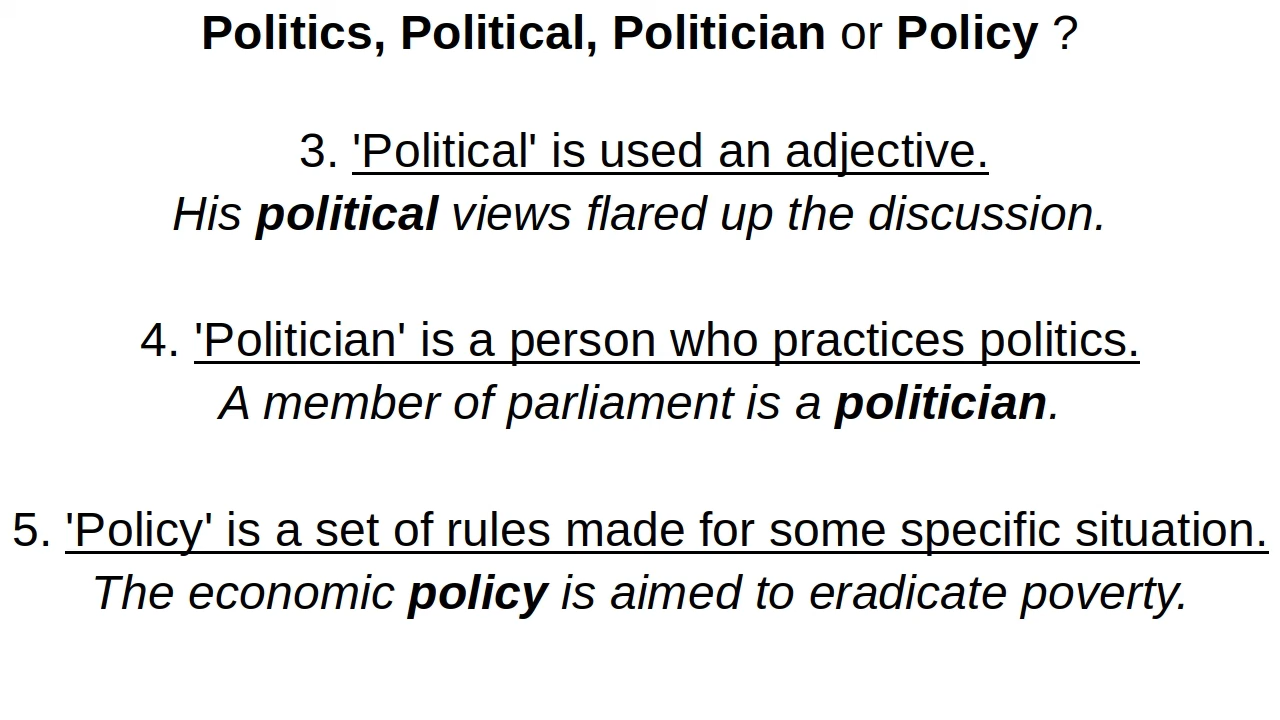 Politics, Political, Politician or Policy ?
3. 'Political' is used an adjective.
His political views flared up the discussion.
4. 'Politician' is a person who practices politics.
A member of parliament is a politician.
5. 'Policy' is a set of rules made for some specific situation.
The economic policy is aimed to eradicate poverty.